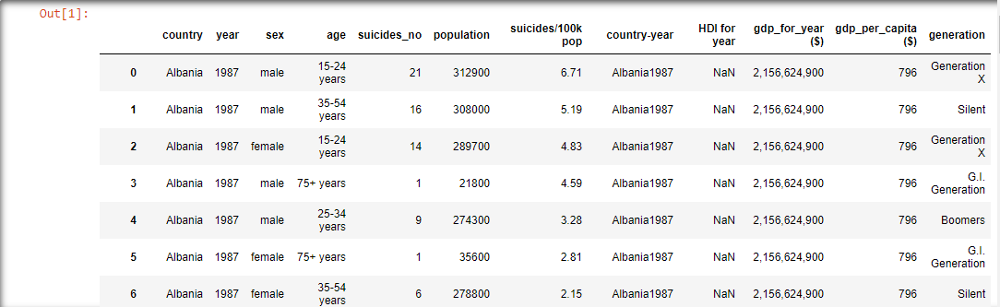 Out[1]:
country year sex age suicides_no population suicides/100k pop country-year HDI for year gdp_for_year ($) gdp_per_capita ($) generation
0 Albania 1987 male 15-24 years 21 312900 6.71 Albania1987 NaN 2,156,624,900 796 Generation X
1 Albania 1987 male 35-54 years 16 308000 5.19 Albania1987 NaN 2,156,624,900 796 Silent
2 Albania 1987 female 15-24 years 14 289700 4.83 Albania1987 NaN 2,156,624,900 796 Generation X
3 Albania 1987 male 75+ years 1 21800 4.59 Albania1987 NaN 2,156,624,900 796 G.I. Generation
4 Albania 1987 male 25-34 years 9 274300 3.28 Albania1987 NaN 2,156,624,900 796 Boomers
5 Albania 1987 female 75+ years 1 35600 2.81 Albania1987 NaN 2,156,624,900 796 G.I. Generation
6 Albania 1987 female 35-54 years 6 278800 2.15 Albania1987 NaN 2,156,624,900 796 Silent